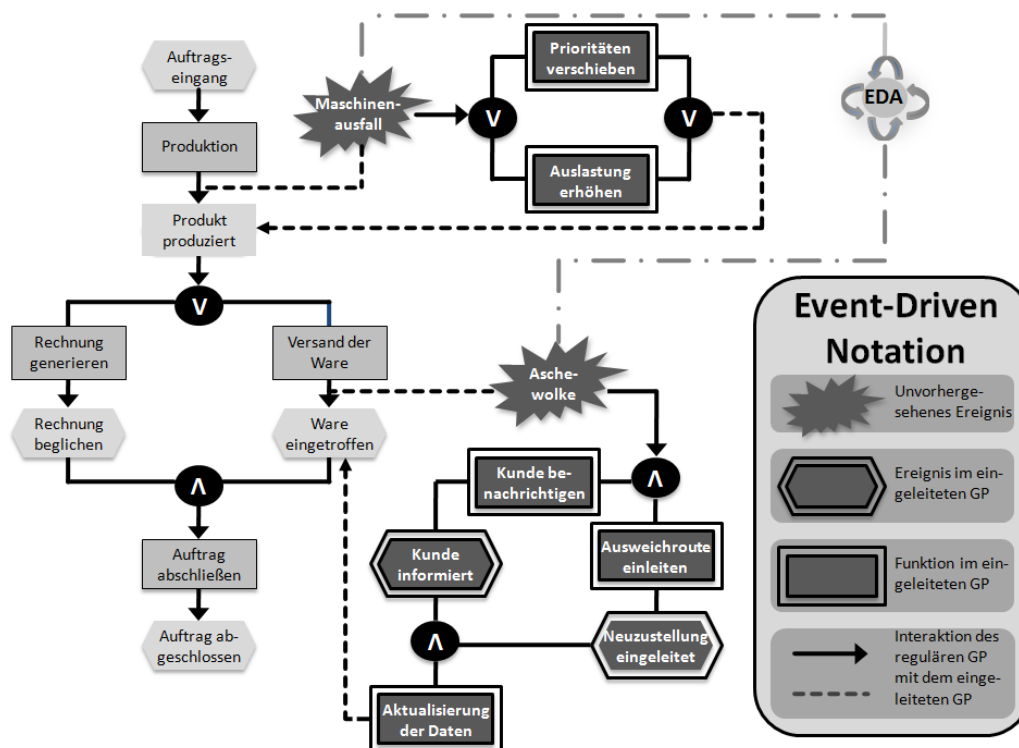 Auftrags-
eingang
Produktion
Produkt
produziert
V
Rechnung
generieren
Versand der
Ware
Rechnung
beglichen
Ware
eingetroffen
Λ
Auftrag
abschließen
Auftrag ab-
geschlossen
Maschinen-
ausfall
V
Prioritäten
verschieben
Auslastung
erhöhen
V
EDA
Asche-
wolke
Λ
Kunde be-
nachrichtigen
Ausweichroute
einleiten
Kunde
informiert
Neuzustellung
eingeleitet
Λ
Aktualisierung
der Daten
Event-Driven
Notation
Unvorherge-
sehenes Ereignis
Ereignis im ein-
geleiteten GP
Funktion im ein-
geleiteten GP
Interaktion des
regulären GP
mit dem einge-
leiteten GP